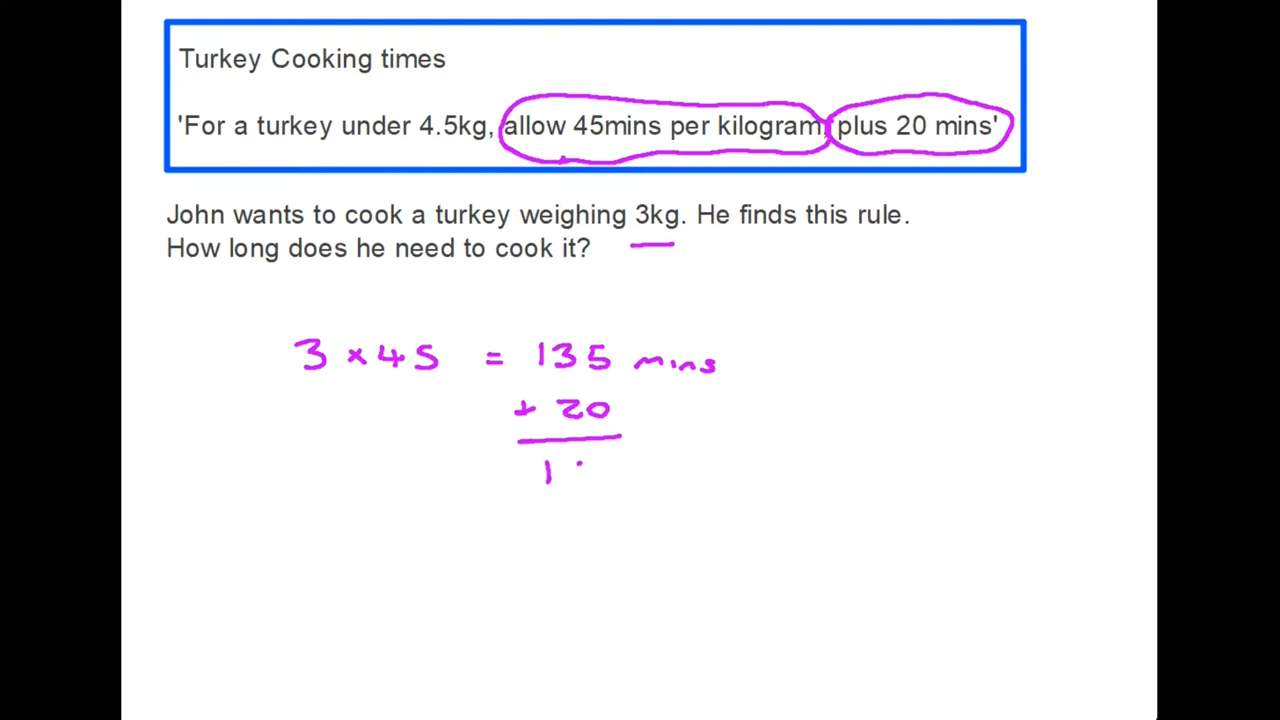 Turkey Cooking times
'For a turkey under 4.5kg, allow 45mins per kilogram, plus 20 mins'
John wants to cook a turkey weighing 3kg. He finds this rule.
How long does he need to cook it?
3 × 45 = 135 mins
+ 20
1